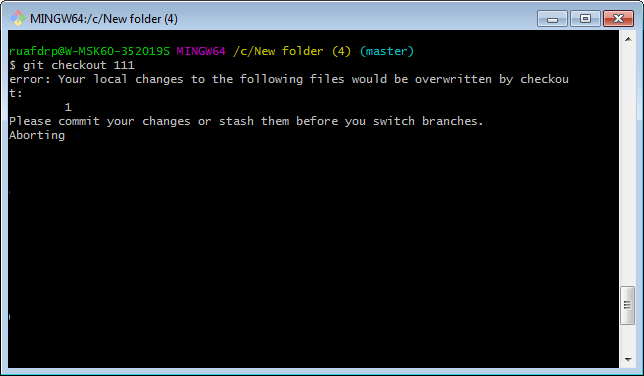 MINGW64:/c/New folder (4)
ruafdrp@W-MSK60-352019S MINGW64 /c/New folder (4) (master)
$ git checkout 111
error: Your local changes to the following files would be overwritten by checkou
t:
        1
Please commit your changes or stash them before you switch branches.
Aborting